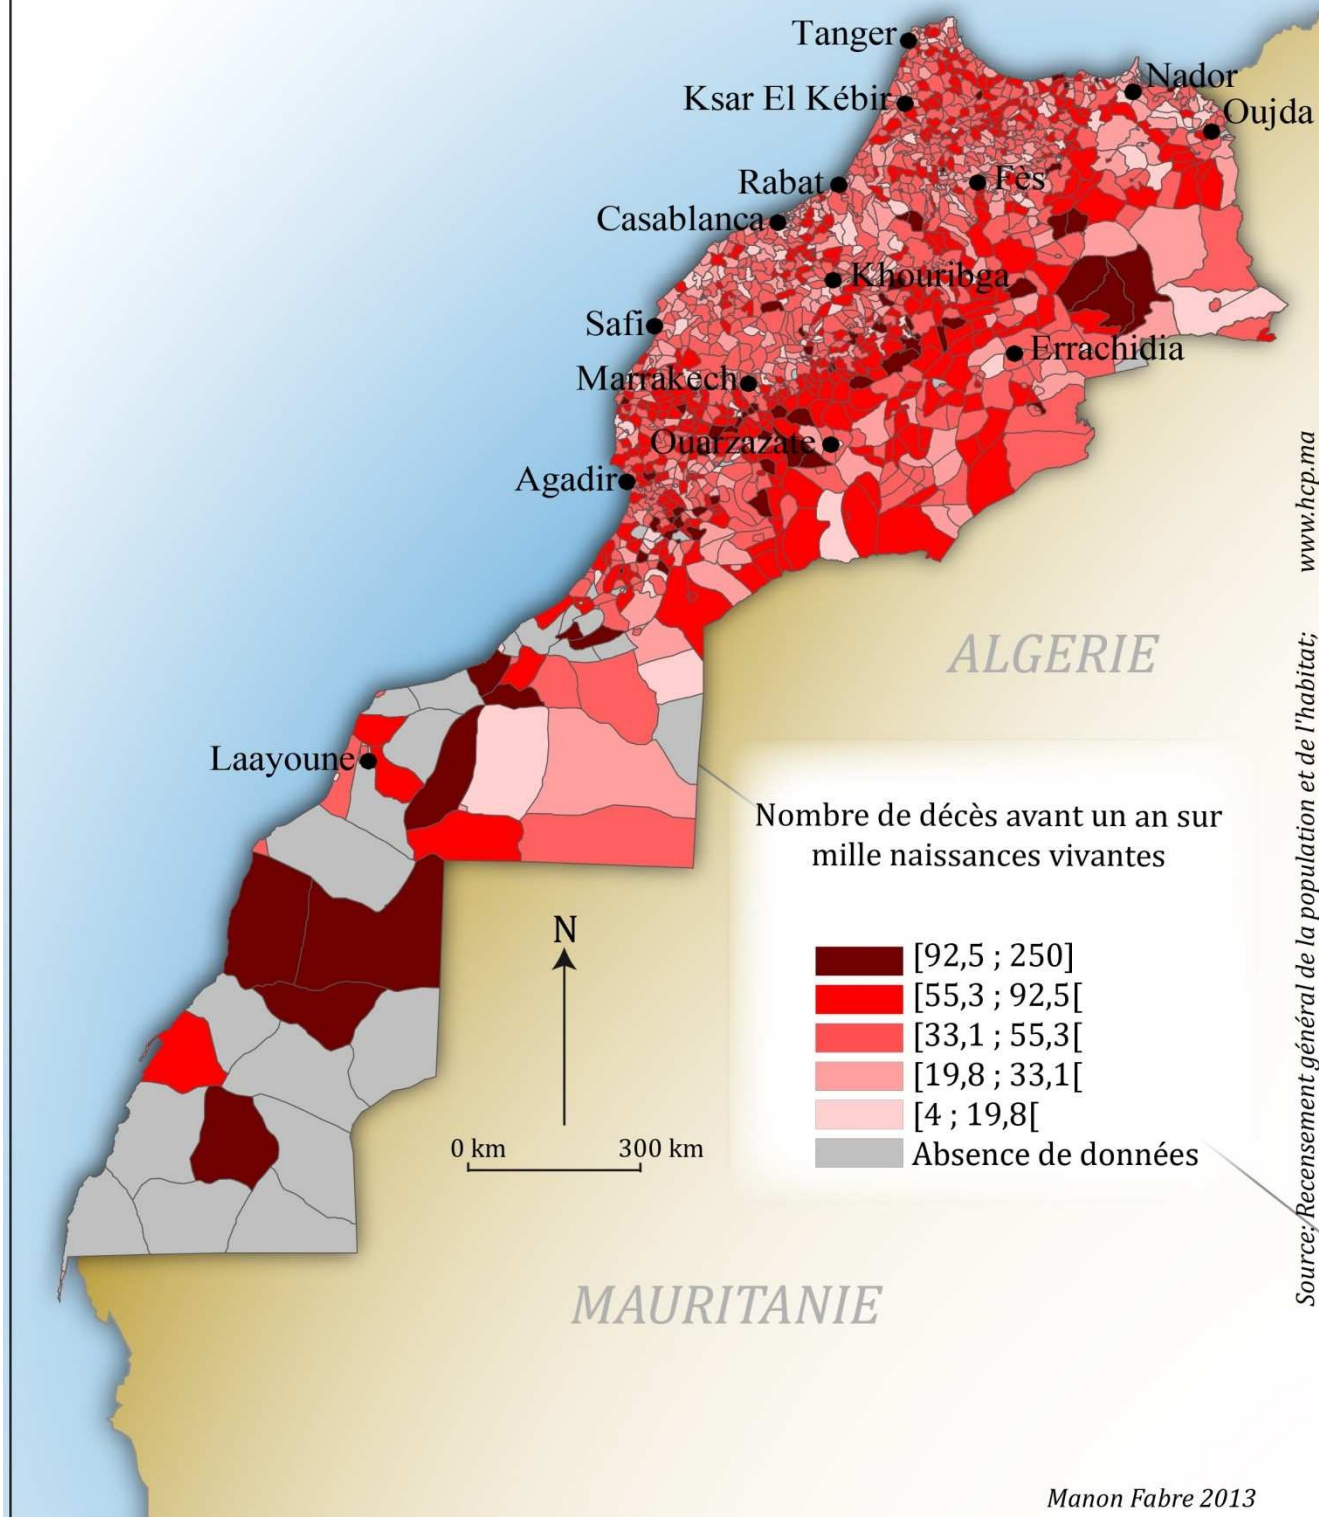 Tanger
Nador
Ksar El Kébir
Oujda
Rabat
Fès
Casablanca
Khouribga
Safi
Errachidia
Marrakech
Ouarzazate
Agadir
ALGERIE
Laayoune
Nombre de décès avant un an sur
mille naissances vivantes
N
[92,5 ; 250]
[55,3 ; 92,5[
[33,1 ; 55,3[
[19,8 ; 33,1[
[4 ; 19,8[
Absence de données
0 km 300 km
MAURITANIE
Source: Recensement général de la population et de l'habitat; www.hcp.ma
Manon Fabre 2013